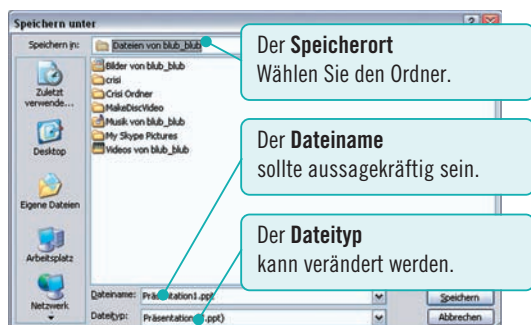 Speichern unter
Speichern in:
Dateien von blub_blub
Zuletzt
verwende...
Desktop
Eigene Dateien
Arbeitsplatz
Netzwerk
Bilder von blub_blub
crisi
Crisi Ordner
MakeDiscVideo
Musik von blub_blub
My Skype Pictures
Videos von blub_blub
Der Speicherort
Wählen Sie den Ordner.
Der Dateiname
sollte aussagekräftig sein.
Der Dateityp
kann verändert werden.
Dateiname: Präsentation1.ppt
Speichern
Dateityp: Präsentation .ppt)
Abbrechen